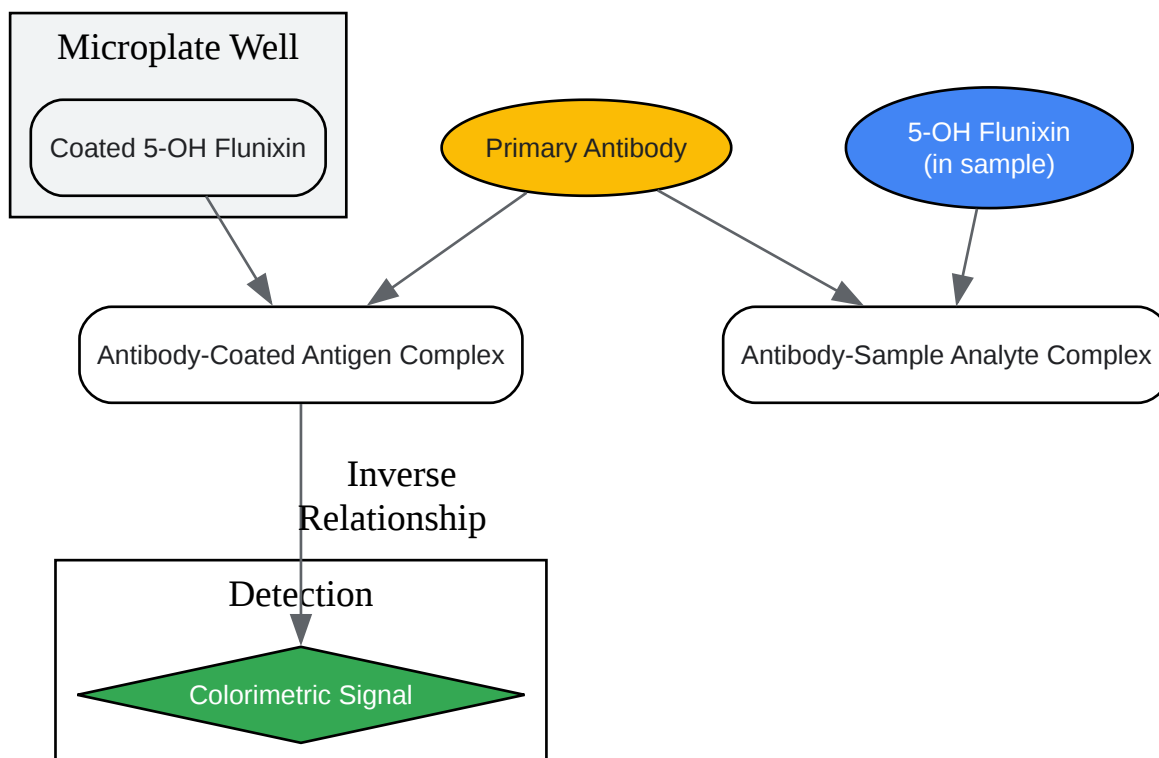 Microplate Well
Coated 5-OH Flunixin
Primary Antibody
5-OH Flunixin
(in sample)
Antibody-Coated Antigen Complex
Antibody-Sample Analyte Complex
Inverse
Relationship
Detection
Colorimetric Signal